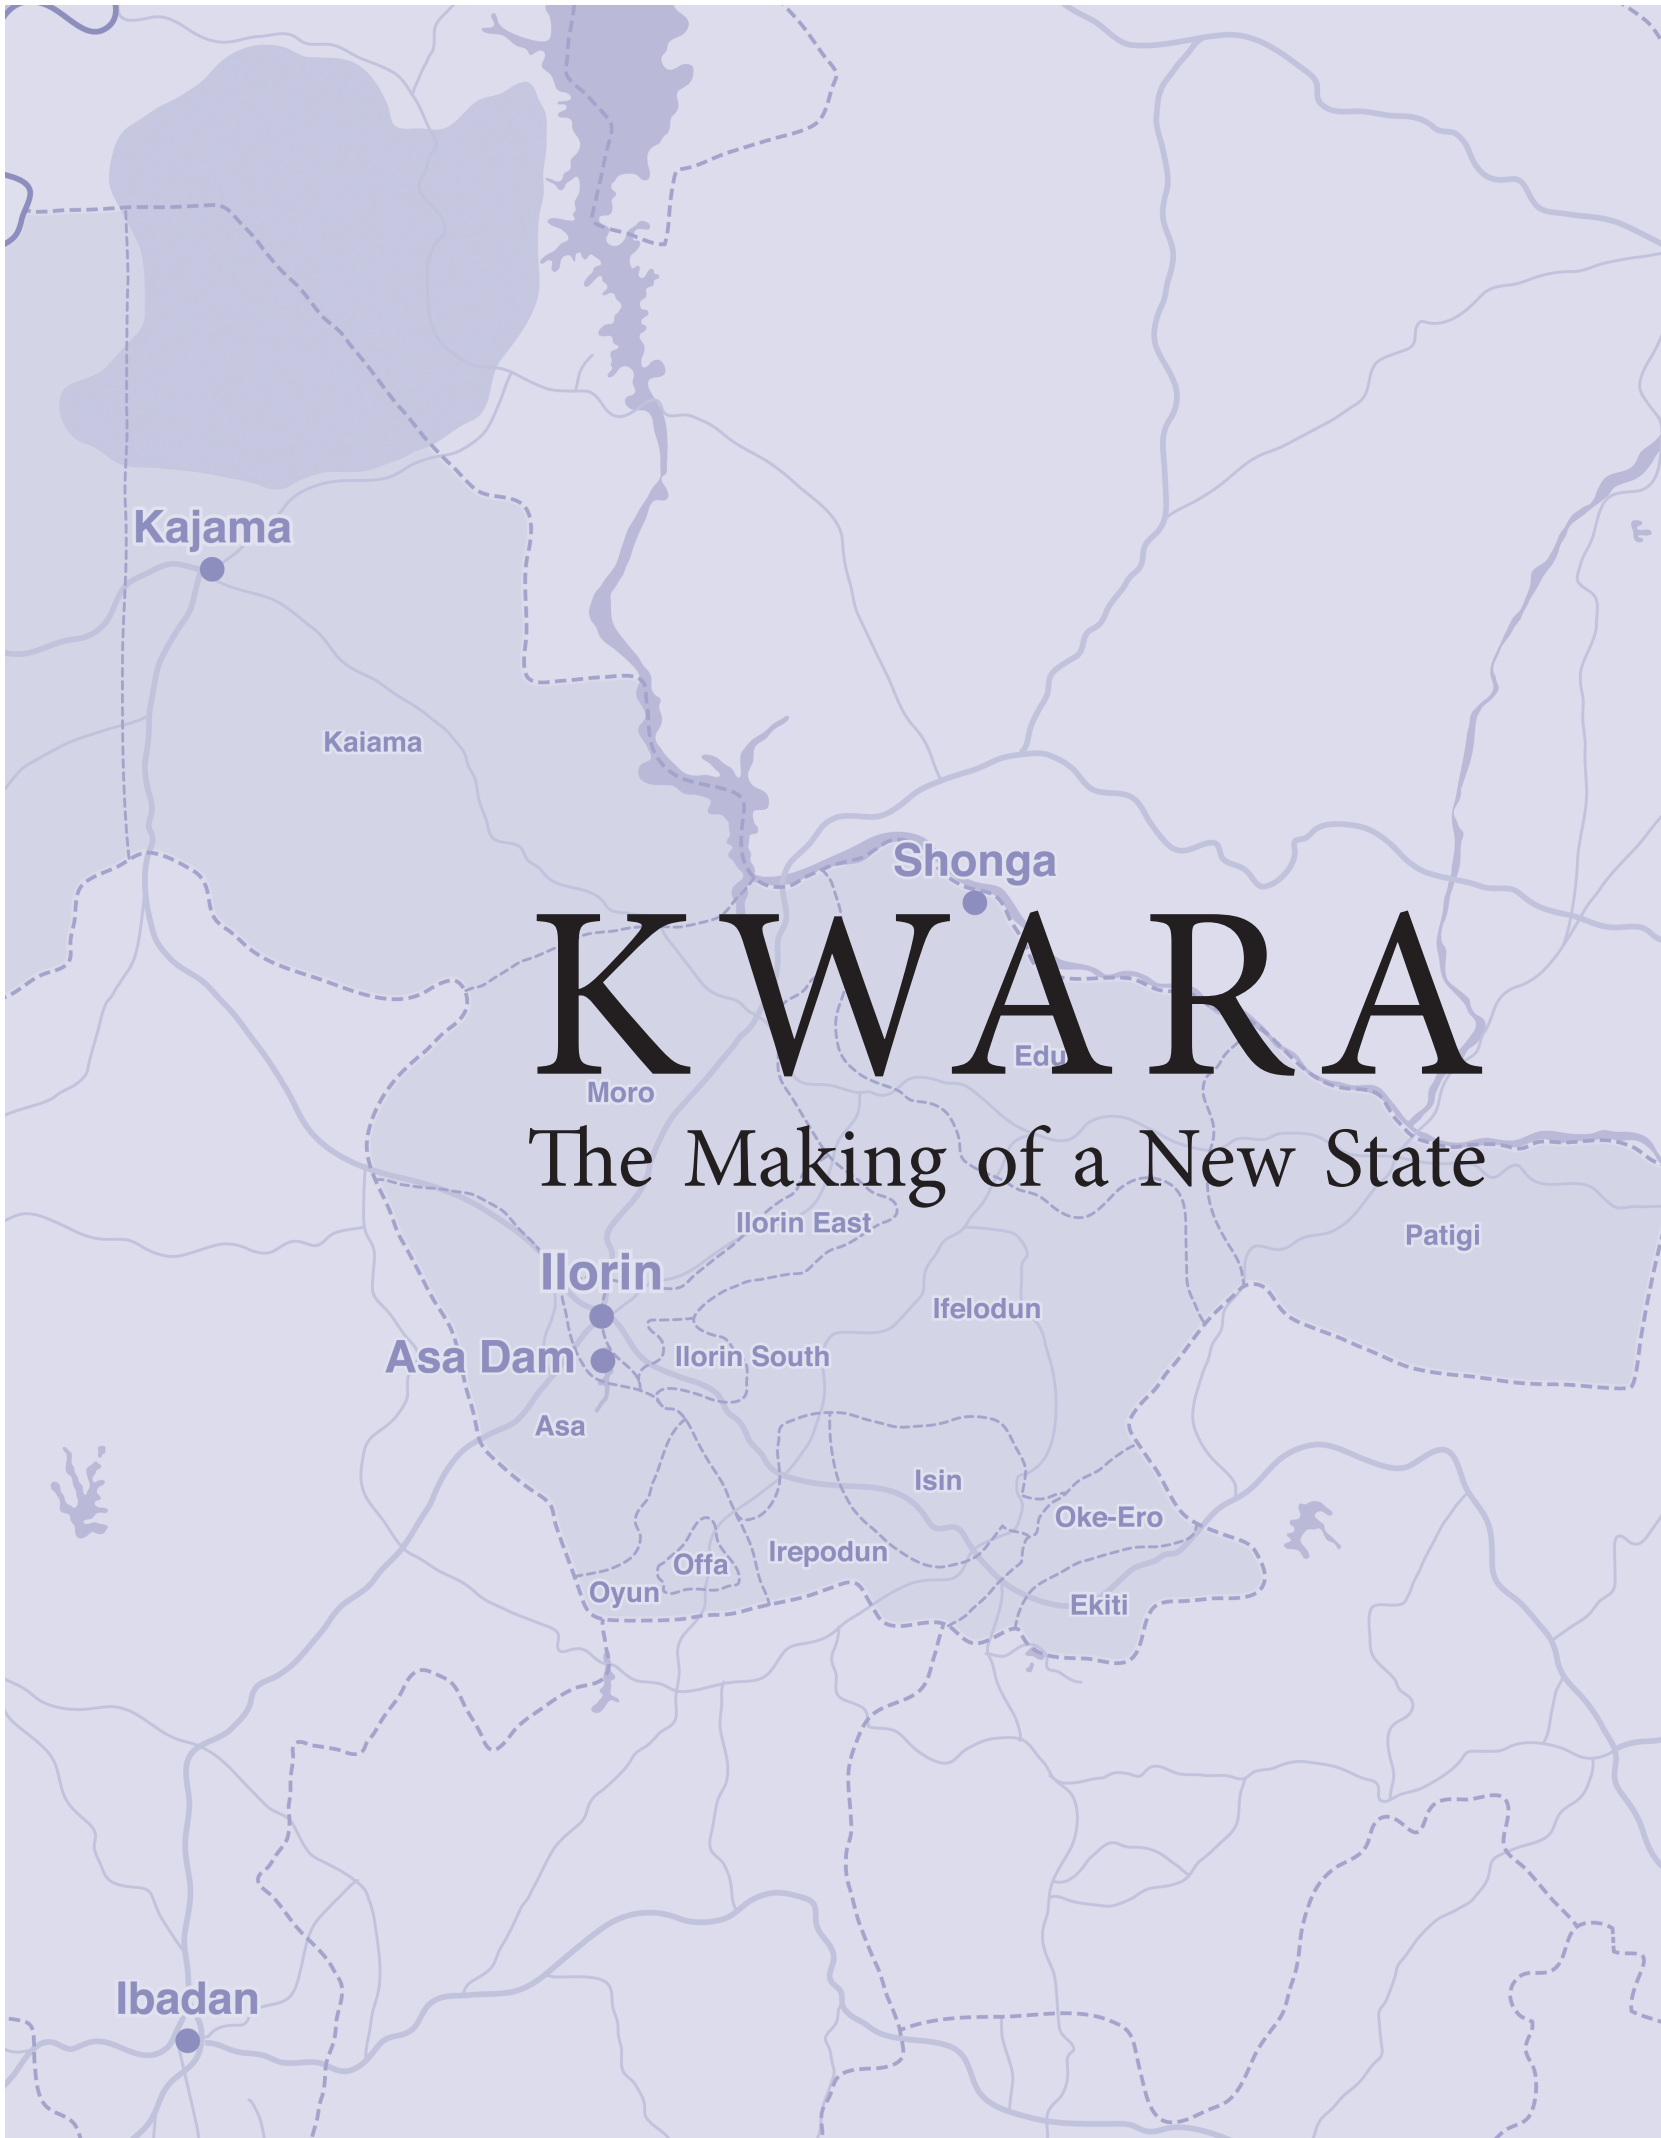 Kajama
Kaiama
Shonga
KWARA
Edu
Moro
The Making of a New State
Ilorin East
Patigi
Ilorin
Ifelodun
Asa Dam
Ilorin South
Asa
Isin
Oke-Ero
Irepodun
Offa
Oyun
Ekiti
Ibadan